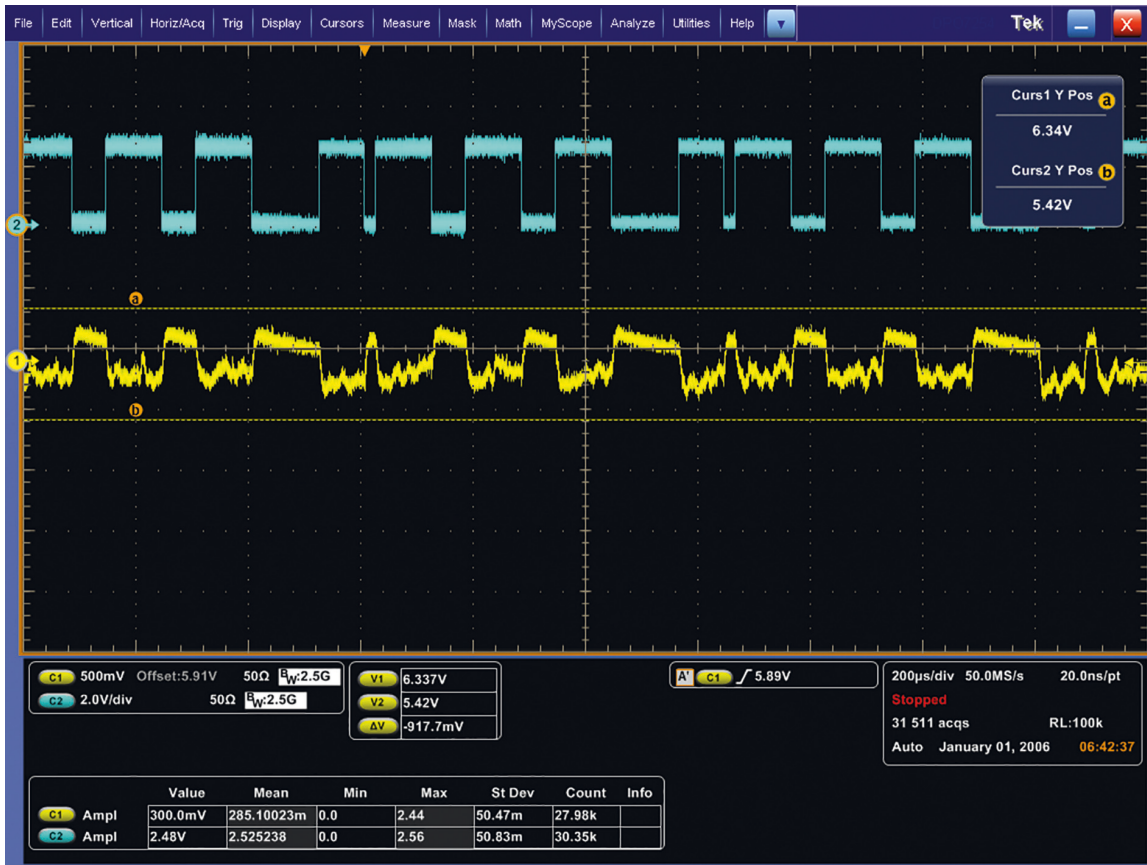 File Edit Vertical Horiz/Acq Trig Display Cursors Measure Mask Math MyScope Analyze Utilities Help Tek X
Curs1 Y Pos a
6.34V
Curs2 Y Pos b
5.42V
2
a
1
b
C1 500mV Offset:5.91V 50Ω BW:2.5G
C2 2.0V/div 50Ω BW:2.5G
V1 6.337V
V2 5.42V
ΔV -917.7mV
A' C1 5.89V
200µs/div 50.0MS/s 20.0ns/pt
Stopped
31 511 acqs RL:100k
Auto January 01, 2006 06:42:37
Value Mean Min Max St Dev Count Info
C1 Ampl 300.0mV 285.10023m 0.0 2.44 50.47m 27.98k
C2 Ampl 2.48V 2.525238 0.0 2.56 50.83m 30.35k